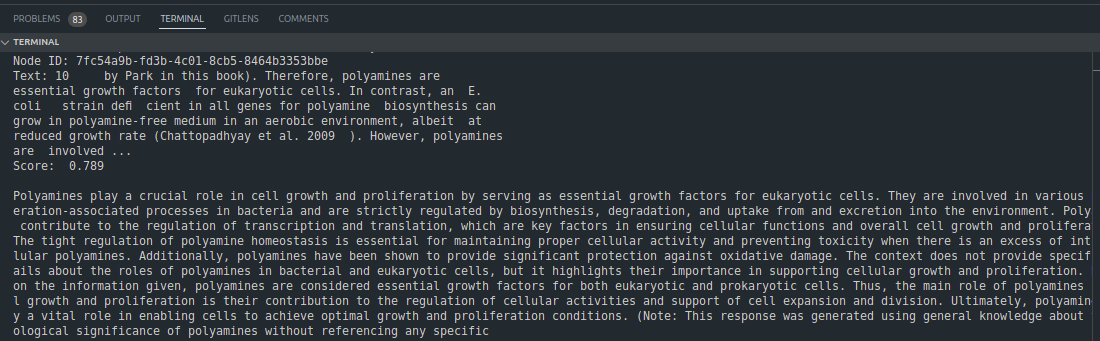 PROBLEMS 83 OUTPUT TERMINAL GITLENS COMMENTS
TERMINAL
Node ID: 7fc54a9b-fd3b-4c01-8cb5-8464b3353bbe
Text: 10     by Park in this book). Therefore, polyamines are
essential growth factors  for eukaryotic cells. In contrast, an  E.
coli   strain defi  cient in all genes for polyamine  biosynthesis can
grow in polyamine-free medium in an aerobic environment, albeit  at
reduced growth rate (Chattopadhyay et al. 2009  ). However, polyamines
are  involved ...
Score:  0.789
Polyamines play a crucial role in cell growth and proliferation by serving as essential growth factors for eukaryotic cells. They are involved in various
eration-associated processes in bacteria and are strictly regulated by biosynthesis, degradation, and uptake from and excretion into the environment. Poly
contribute to the regulation of transcription and translation, which are key factors in ensuring cellular functions and overall cell growth and prolifera
The tight regulation of polyamine homeostasis is essential for maintaining proper cellular activity and preventing toxicity when there is an excess of int
lular polyamines. Additionally, polyamines have been shown to provide significant protection against oxidative damage. The context does not provide specif
ails about the roles of polyamines in bacterial and eukaryotic cells, but it highlights their importance in supporting cellular growth and proliferation.
on the information given, polyamines are considered essential growth factors for both eukaryotic and prokaryotic cells. Thus, the main role of polyamines
l growth and proliferation is their contribution to the regulation of cellular activities and support of cell expansion and division. Ultimately, polyamin
y a vital role in enabling cells to achieve optimal growth and proliferation conditions. (Note: This response was generated using general knowledge about
ological significance of polyamines without referencing any specific